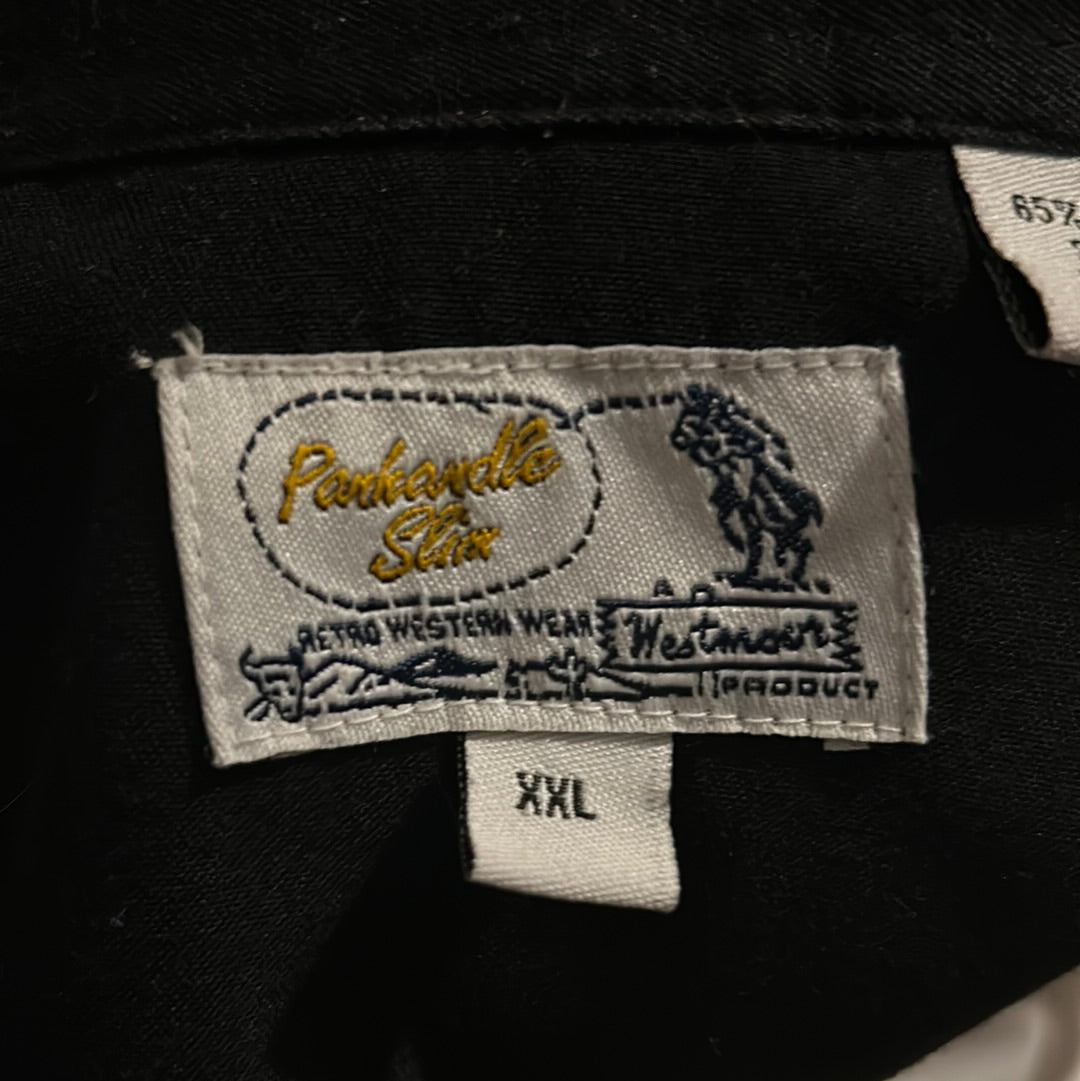 65%
Panhandle
Slim
RETRO WESTERN WEAR
Westmoor
PRODUCT
XXL